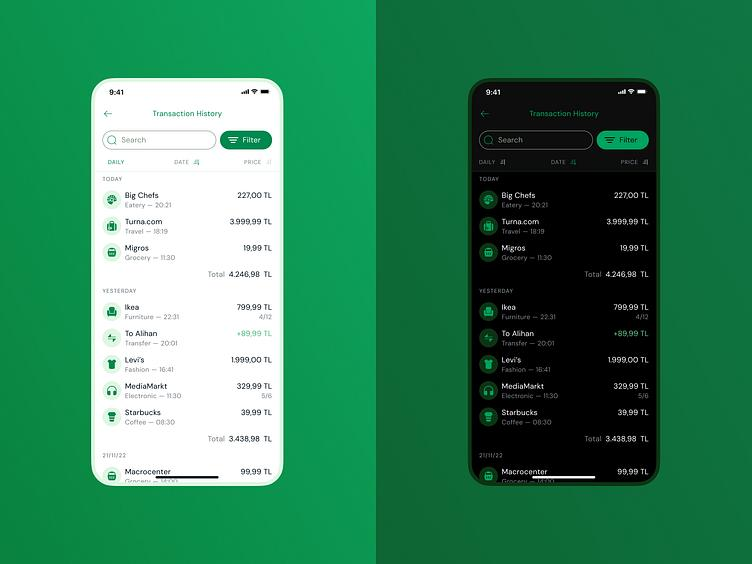 9:41
Transaction History
Search Filter
DAILY DATE PRICE
TODAY
Big Chefs 227,00 TL
Eatery — 20:21
Turna.com 3.999,99 TL
Travel — 18:19
Migros 19,99 TL
Grocery — 11:30
Total 4.246,98 TL
YESTERDAY
Ikea 799,99 TL
Furniture — 22:31 4/12
To Alihan +89,99 TL
Transfer — 20:01
Levi's 1.999,00 TL
Fashion — 16:41
MediaMarkt 329,99 TL
Electronic — 11:30 5/6
Starbucks 39,99 TL
Coffee — 08:30
Total 3.438,98 TL
21/11/22
Macrocenter 99,99 TL
Grocery — 14:00
9:41
Transaction History
Search Filter
DAILY DATE PRICE
TODAY
Big Chefs 227,00 TL
Eatery — 20:21
Turna.com 3.999,99 TL
Travel — 18:19
Migros 19,99 TL
Grocery — 11:30
Total 4.246,98 TL
YESTERDAY
Ikea 799,99 TL
Furniture — 22:31 4/12
To Alihan +89,99 TL
Transfer — 20:01
Levi's 1.999,00 TL
Fashion — 16:41
MediaMarkt 329,99 TL
Electronic — 11:30 5/6
Starbucks 39,99 TL
Coffee — 08:30
Total 3.438,98 TL
21/11/22
Macrocenter 99,99 TL
Grocery — 14:00